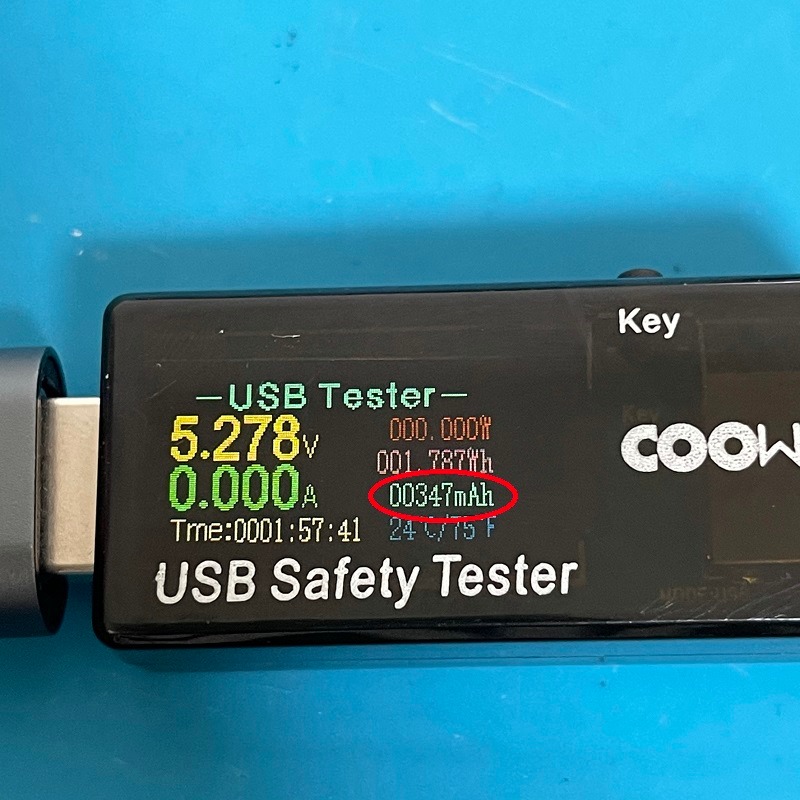 Key
—USB Tester—
5.278V 000.000W
001.787Wh
0.000A 00347mAh
Tme:0001:57:41 24°C/75°F
COOW
USB Safety Tester